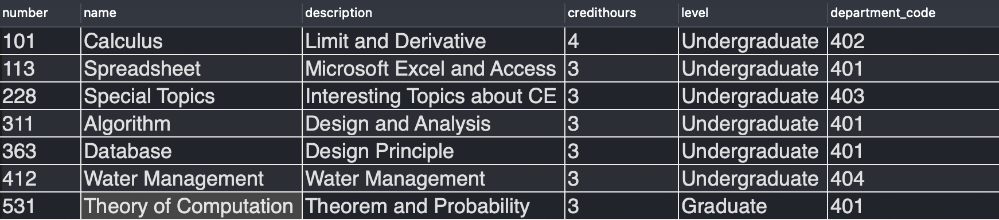 number name description credithours level department_code
101 Calculus Limit and Derivative 4 Undergraduate 402
113 Spreadsheet Microsoft Excel and Access 3 Undergraduate 401
228 Special Topics Interesting Topics about CE 3 Undergraduate 403
311 Algorithm Design and Analysis 3 Undergraduate 401
363 Database Design Principle 3 Undergraduate 401
412 Water Management Water Management 3 Undergraduate 404
531 Theory of Computation Theorem and Probability 3 Graduate 401